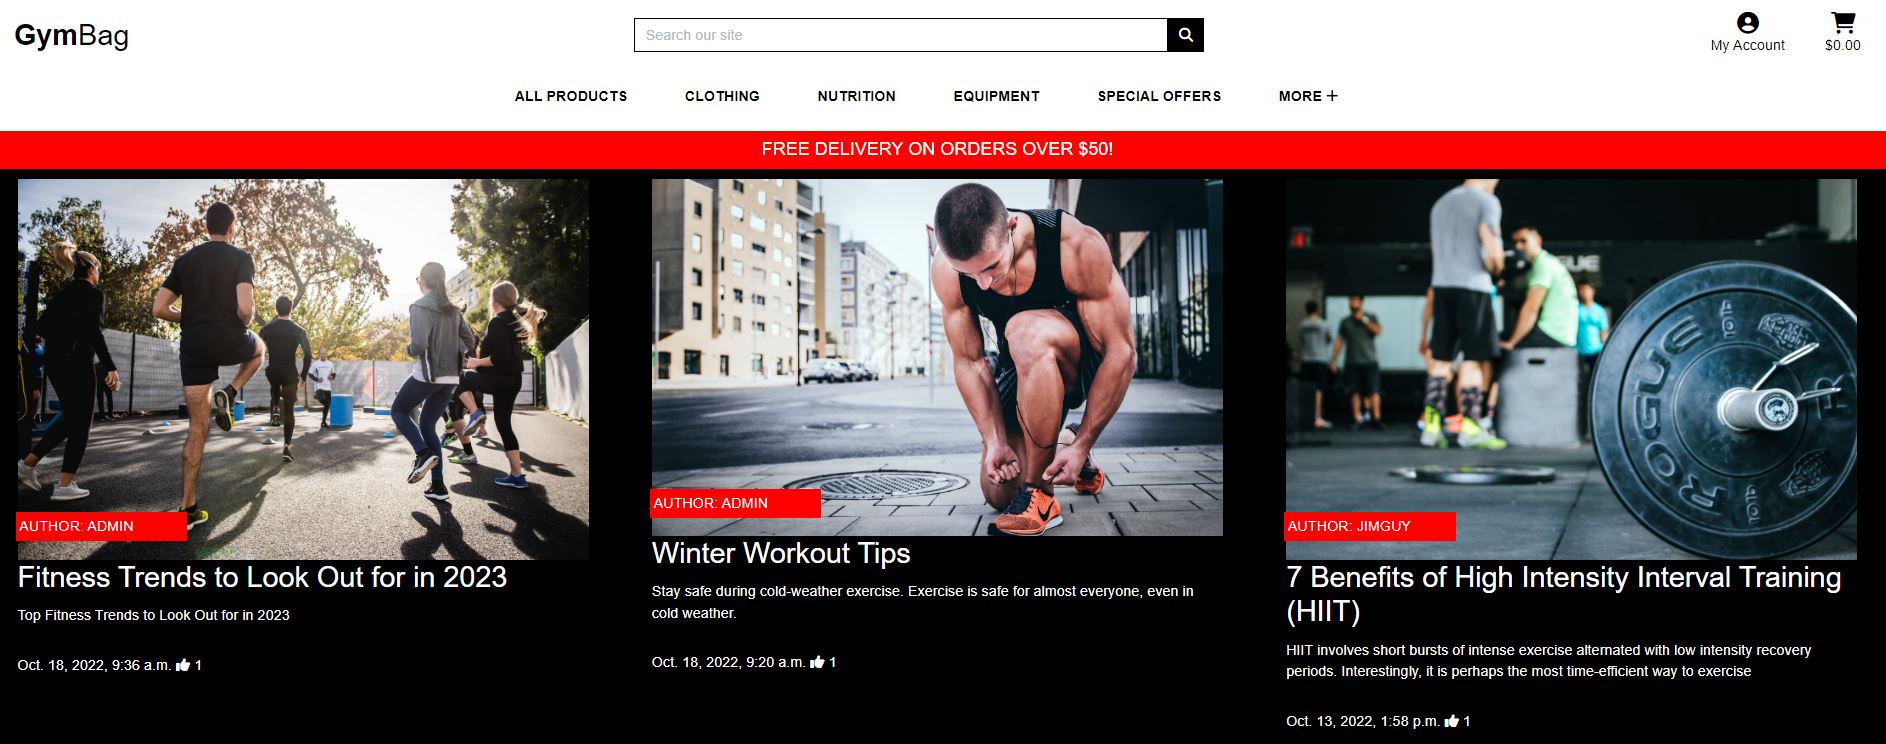 GymBag
Search our site
My Account
$0.00
ALL PRODUCTS
CLOTHING
NUTRITION
EQUIPMENT
SPECIAL OFFERS
MORE +
FREE DELIVERY ON ORDERS OVER $50!
AUTHOR: ADMIN
Fitness Trends to Look Out for in 2023
Top Fitness Trends to Look Out for in 2023
Oct. 18, 2022, 9:36 a.m. 1
AUTHOR: ADMIN
Winter Workout Tips
Stay safe during cold-weather exercise. Exercise is safe for almost everyone, even in
cold weather.
Oct. 18, 2022, 9:20 a.m. 1
ROGUE
AUTHOR: JIMGUY
7 Benefits of High Intensity Interval Training
(HIIT)
HIIT involves short bursts of intense exercise alternated with low intensity recovery
periods. Interestingly, it is perhaps the most time-efficient way to exercise
Oct. 13, 2022, 1:58 p.m. 1